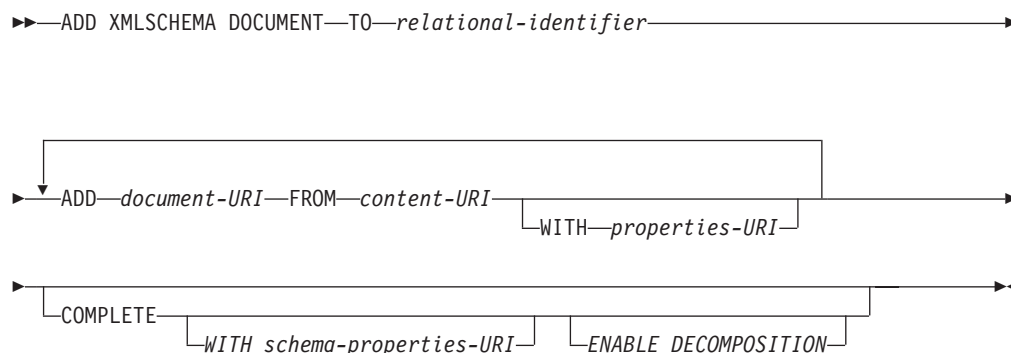 ADD XMLSCHEMA DOCUMENT TO relational-identifier
ADD document-URI FROM content-URI
WITH properties-URI
COMPLETE
WITH schema-properties-URI ENABLE DECOMPOSITION